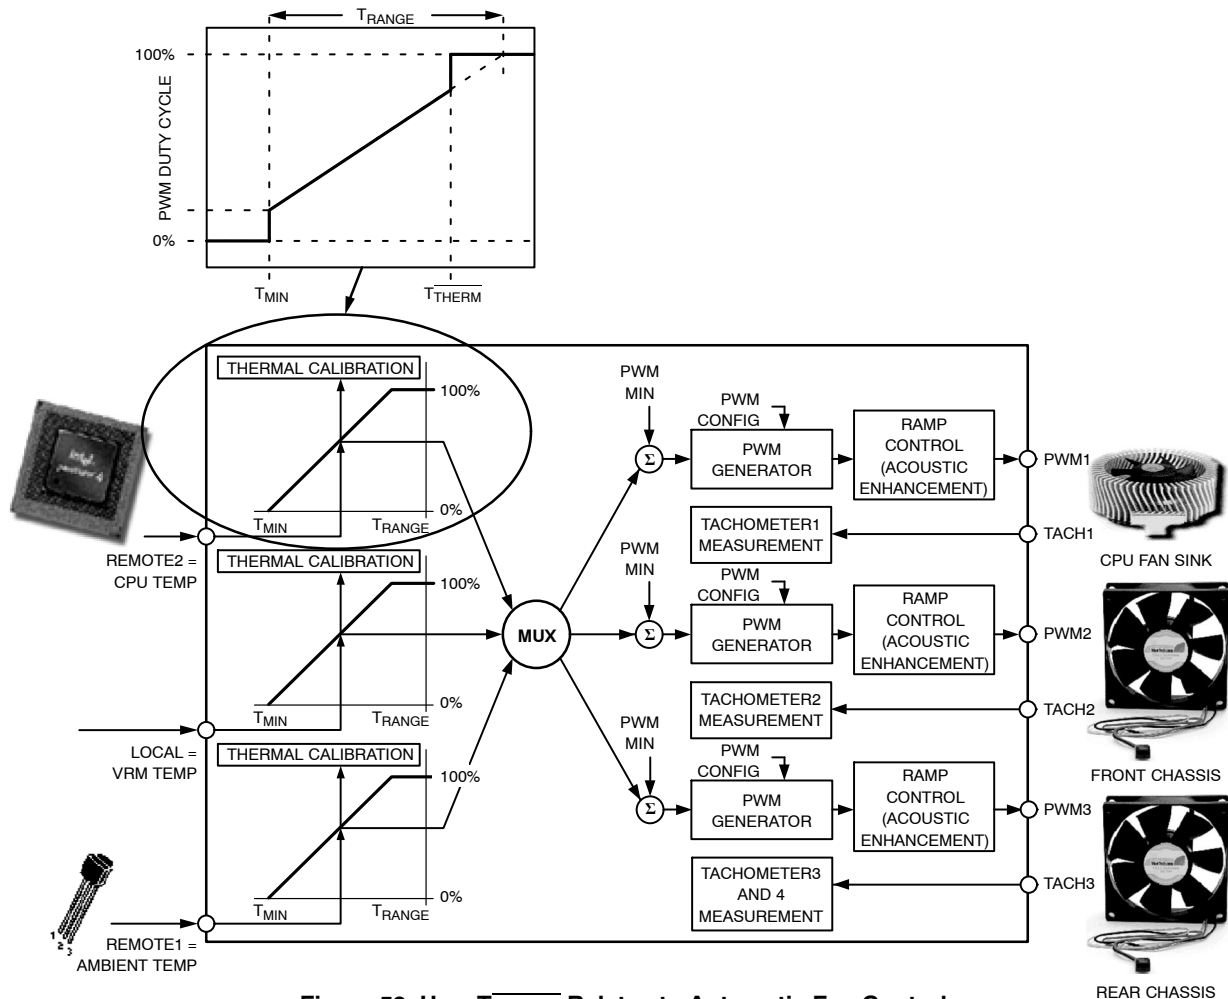 TRANGE
100%
PWM DUTY CYCLE
0%
TMIN
TTHERM
THERMAL CALIBRATION
100%
0%
TMIN
TRANGE
REMOTE2 =
CPU TEMP
THERMAL CALIBRATION
100%
0%
TMIN
TRANGE
LOCAL =
VRM TEMP
THERMAL CALIBRATION
100%
0%
TMIN
TRANGE
1
2
3
REMOTE1 =
AMBIENT TEMP
MUX
PWM
MIN
Σ
PWM
CONFIG
PWM
GENERATOR
RAMP
CONTROL
(ACOUSTIC
ENHANCEMENT)
PWM1
TACHOMETER1
MEASUREMENT
TACH1
CPU FAN SINK
PWM
MIN
Σ
PWM
CONFIG
PWM
GENERATOR
RAMP
CONTROL
(ACOUSTIC
ENHANCEMENT)
PWM2
TACHOMETER2
MEASUREMENT
TACH2
FRONT CHASSIS
PWM
MIN
Σ
PWM
CONFIG
PWM
GENERATOR
RAMP
CONTROL
(ACOUSTIC
ENHANCEMENT)
PWM3
TACHOMETER3
AND 4
MEASUREMENT
TACH3
REAR CHASSIS